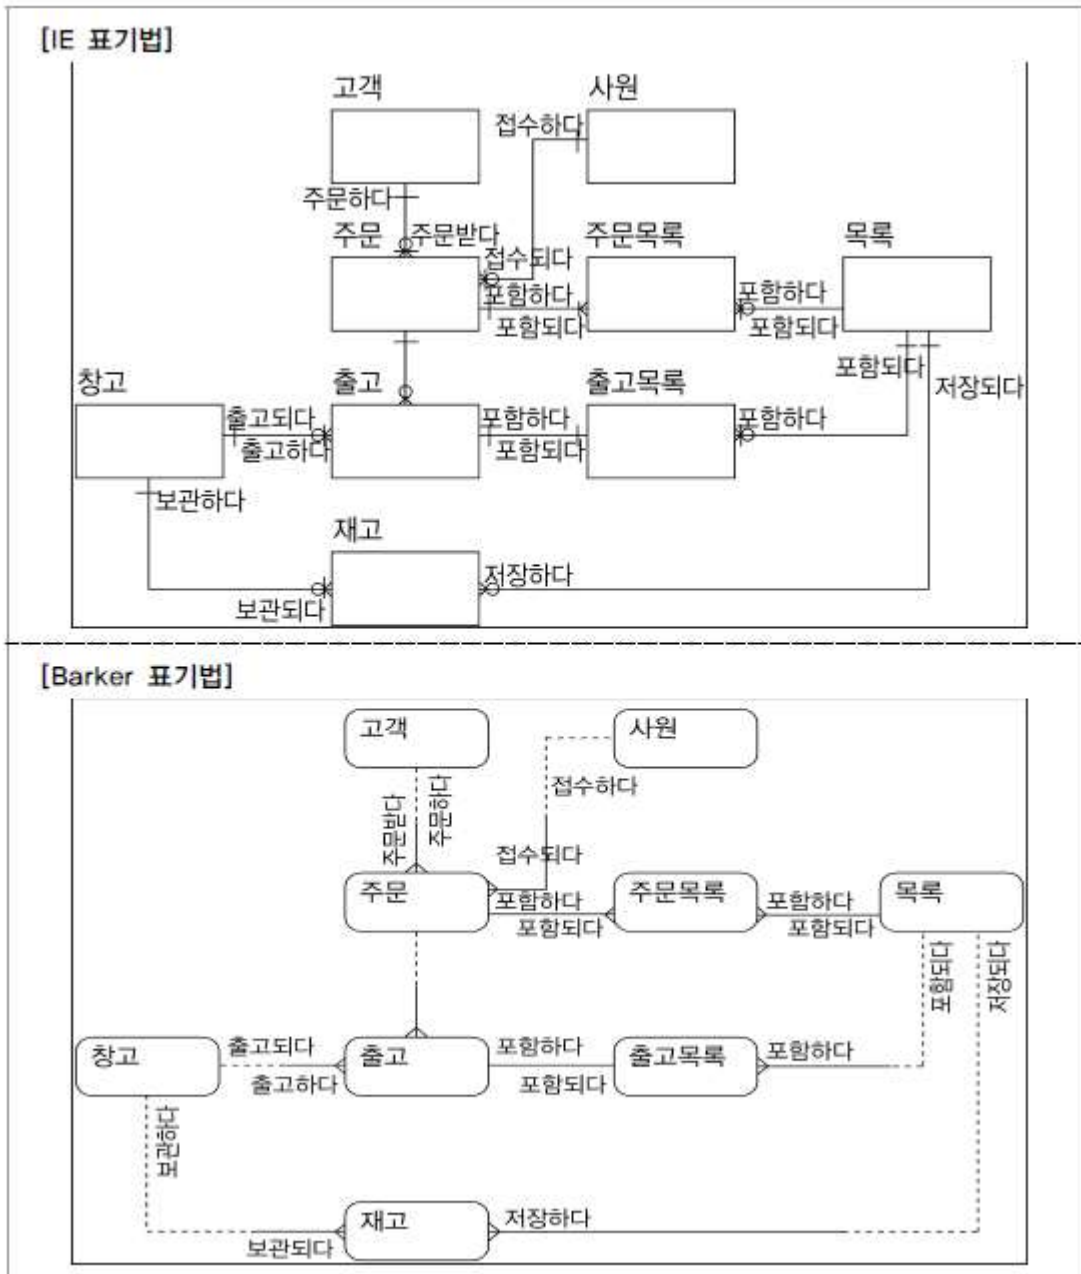 [IE 표기법]
고객
사원
접수하다
주문하다
주문
주문받다
주문목록
목록
접수되다
포함하다
포함하다
포함되다
포함되다
포함되다
창고
출고
출고목록
저장되다
출고되다
포함하다
포함하다
출고하다
포함되다
보관하다
재고
저장하다
보관되다
[Barker 표기법]
고객
사원
접수하다
주문받다
주문하다
접수되다
주문
주문목록
목록
포함하다
포함하다
포함되다
포함되다
포함되다
저장되다
창고
출고되다
출고
포함하다
출고목록
포함하다
출고하다
포함되다
보관하다
재고
저장하다
보관되다